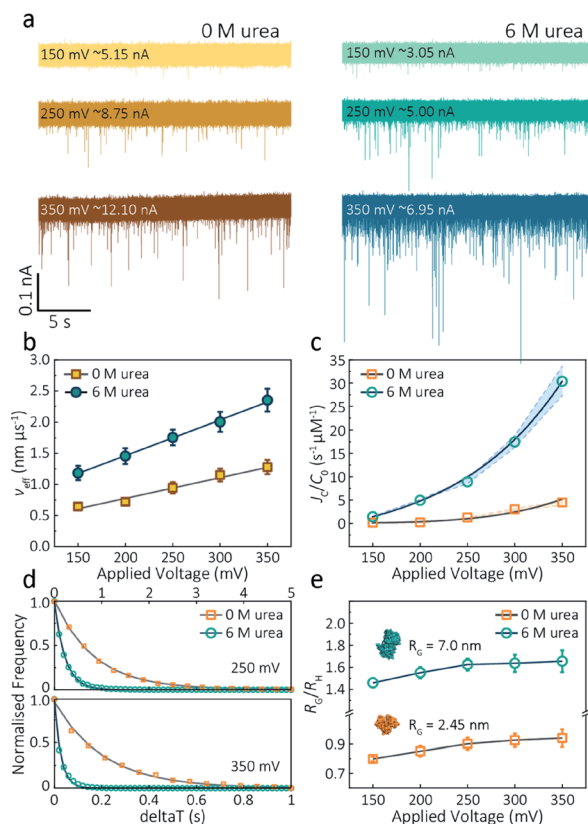 a
0 M urea
6 M urea
150 mV ~5.15 nA
150 mV ~3.05 nA
250 mV ~8.75 nA
250 mV ~5.00 nA
350 mV ~12.10 nA
350 mV ~6.95 nA
0.1 nA
5 s
b
3.0
2.5
2.0
1.5
1.0
0.5
0.0
0 M urea
6 M urea
v_eff (nm μs⁻¹)
150 200 250 300 350
Applied Voltage (mV)
c
35
30
25
20
15
10
5
0
0 M urea
6 M urea
J_C/C_0 (s⁻¹ μM⁻¹)
150 200 250 300 350
Applied Voltage (mV)
d
0 1 2 3 4 5
1.0
0.5
0.0
0 M urea
6 M urea
250 mV
Normalised Frequency
1.0
0.5
0
350 mV
0 0.2 0.4 0.6 0.8 1
deltaT (s)
e
1.8
1.6
1.4
0.9
0.7
0 M urea
6 M urea
R_G = 7.0 nm
R_G = 2.45 nm
R_G/R_H
150 200 250 300 350
Applied Voltage (mV)